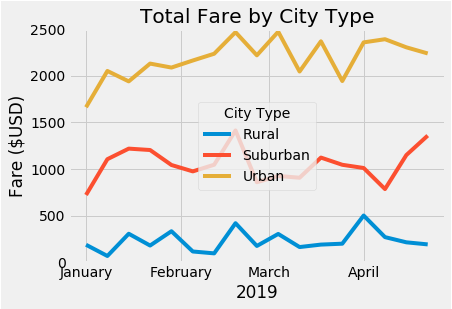 Total Fare by City Type
Fare ($USD)
2500
2000
1500
1000
500
0
City Type
Rural
Suburban
Urban
January February March April
2019